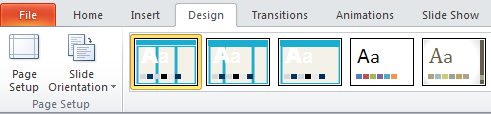 File Home Insert Design Transitions Animations Slide Show
Aa Aa Aa Aa Aa
Page Setup
Slide Orientation
Page Setup